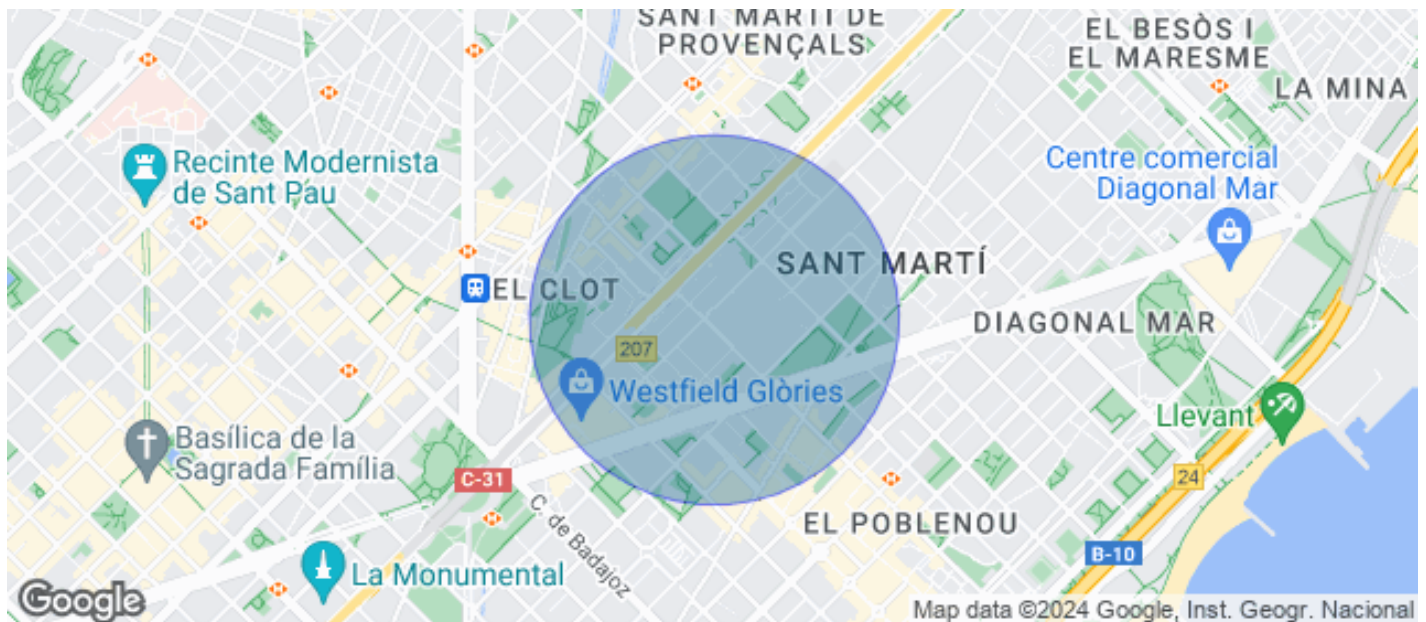 SANT MARTÍ DE
PROVENÇALS
EL BESÒS I
EL MARESME
LA MINA
Recinte Modernista
de Sant Pau
Centre comercial
Diagonal Mar
SANT MARTÍ
EL CLOT
DIAGONAL MAR
207
Westfield Glòries
Llevant
Basílica de la
Sagrada Família
C-31
24
C. de Badajoz
EL POBLENOU
B-10
La Monumental
Google
Map data ©2024 Google, Inst. Geogr. Nacional